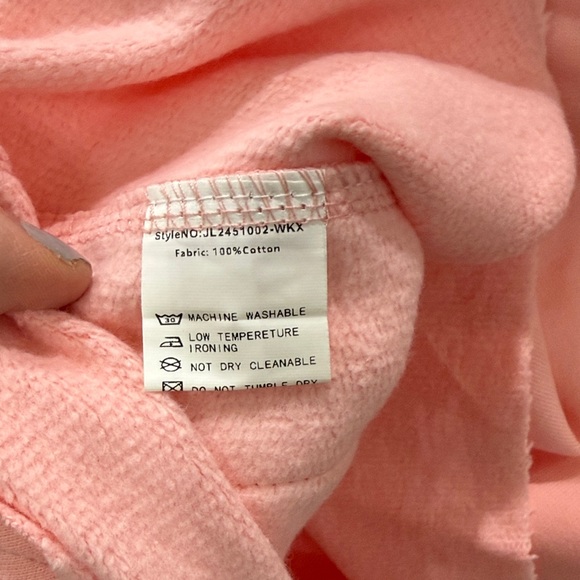 StyleNO:JL2451002-WKX
Fabric: 100%Cotton
30 MACHINE WASHABLE
LOW TEMPERETURE
IRONING
NOT DRY CLEANABLE
DO NOT TUMBLE DRY